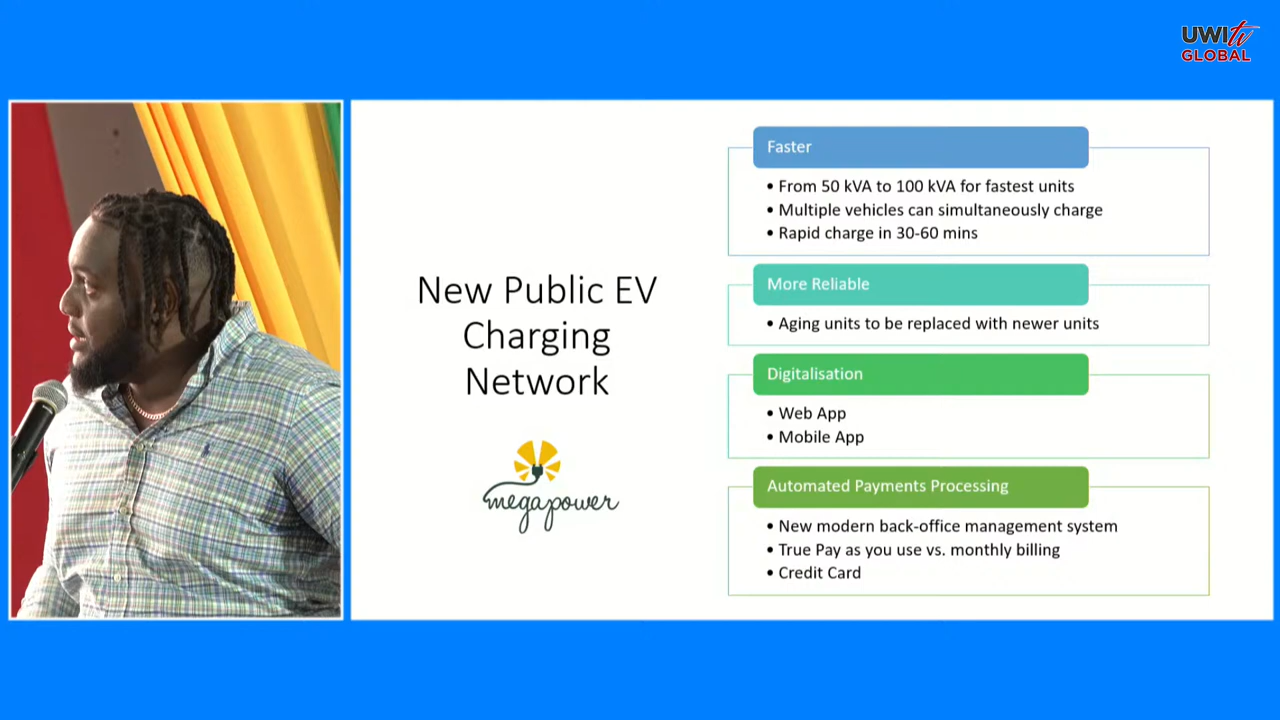 UWI tv
GLOBAL
New Public EV
Charging
Network
megapower
Faster
• From 50 kVA to 100 kVA for fastest units
• Multiple vehicles can simultaneously charge
• Rapid charge in 30-60 mins
More Reliable
• Aging units to be replaced with newer units
Digitalisation
• Web App
• Mobile App
Automated Payments Processing
• New modern back-office management system
• True Pay as you use vs. monthly billing
• Credit Card